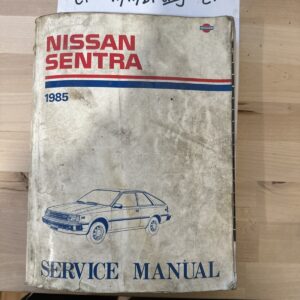 NISSAN
SENTRA
1985
SERVICE MANUAL